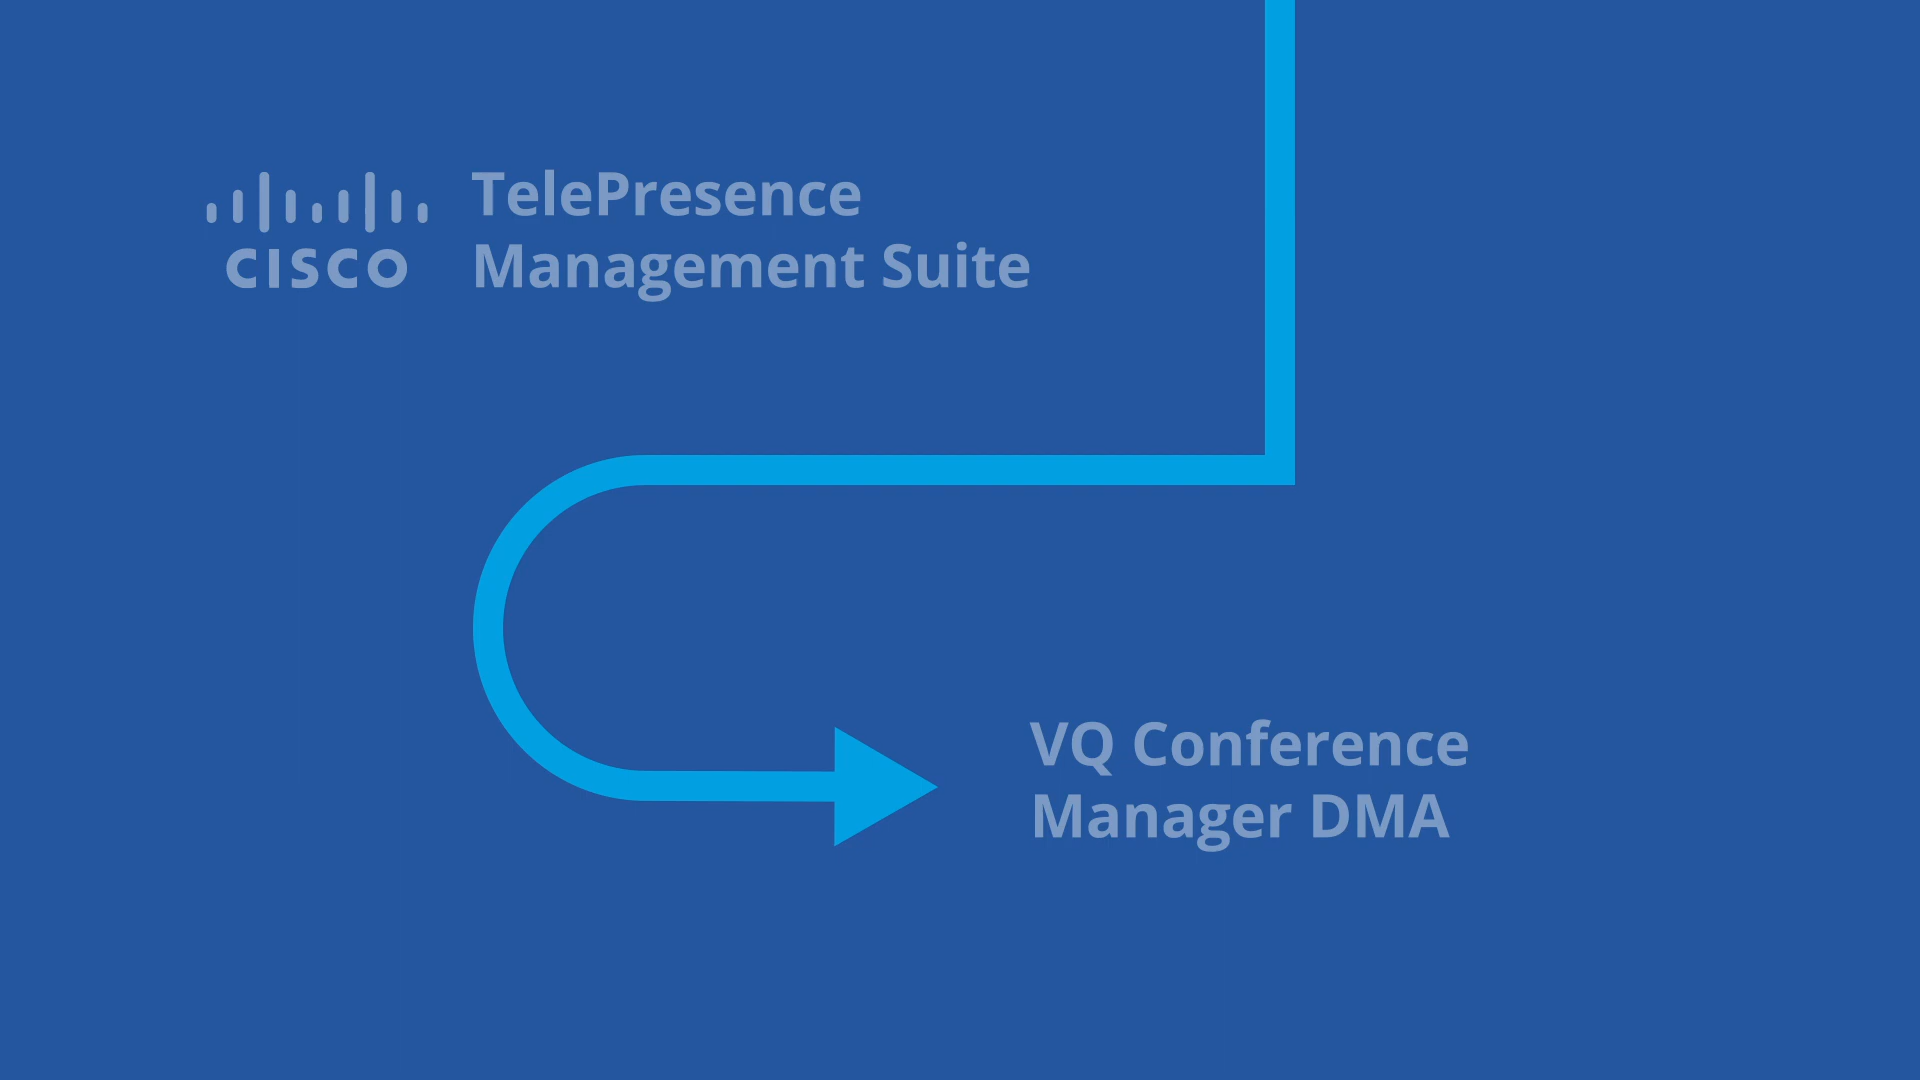 CISCO
TelePresence
Management Suite
VQ Conference
Manager DMA